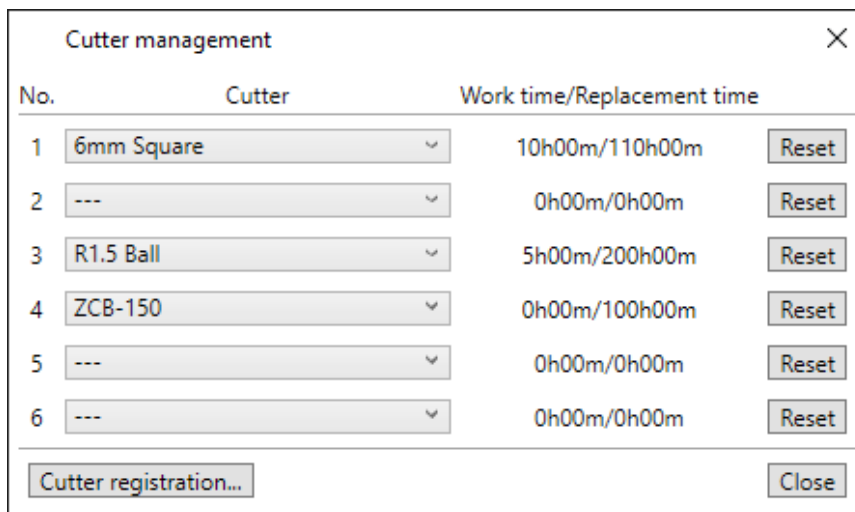 Cutter management
No. Cutter Work time/Replacement time
1 6mm Square 10h00m/110h00m Reset
2 --- 0h00m/0h00m Reset
3 R1.5 Ball 5h00m/200h00m Reset
4 ZCB-150 0h00m/100h00m Reset
5 --- 0h00m/0h00m Reset
6 --- 0h00m/0h00m Reset
Cutter registration... Close